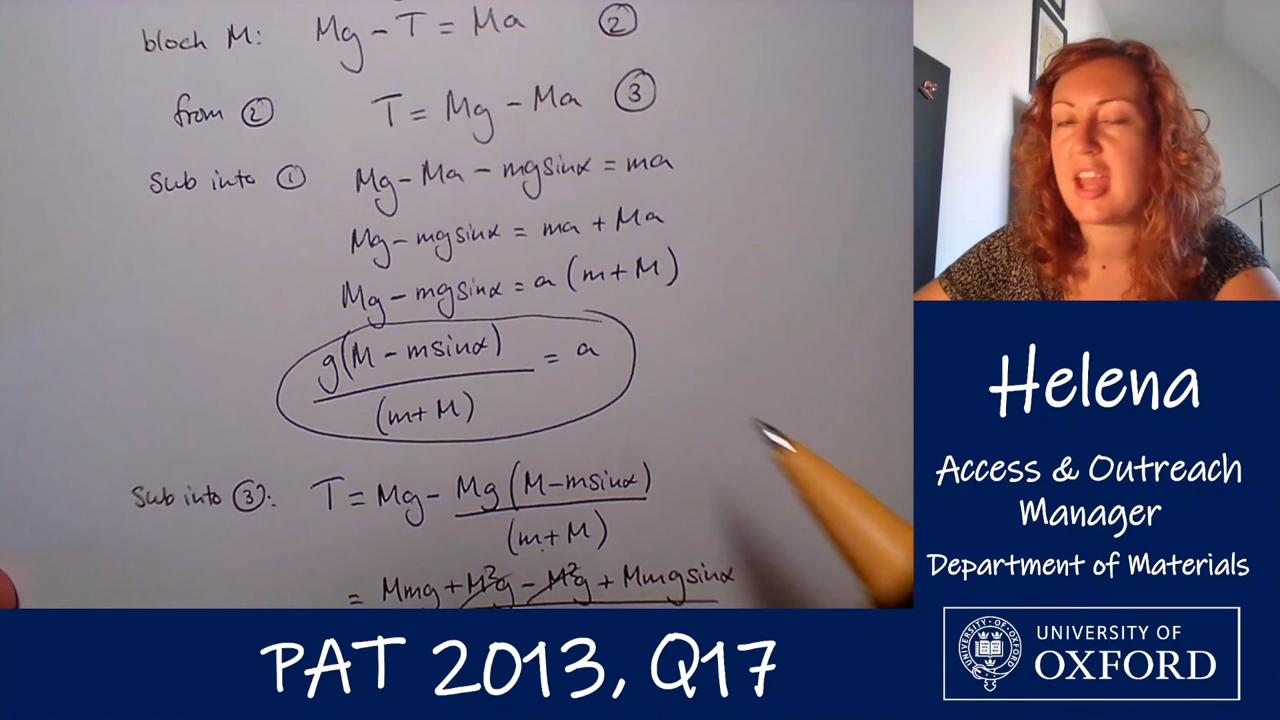 block M: Mg - T = Ma ②
from ② T = Mg - Ma ③
Sub into ① Mg - Ma - mgsinα = ma
Mg - mgsinα = ma + Ma
Mg - mgsinα = a (m + M)
g(M - msinα) / (m + M) = a
Sub into ③: T = Mg - Mg (M - msinα) / (m + M)
= Mmg + M²g - M²g + Mmgsinα
Helena
Access & Outreach
Manager
Department of Materials
UNIVERSITY OF
OXFORD
PAT 2013, Q17